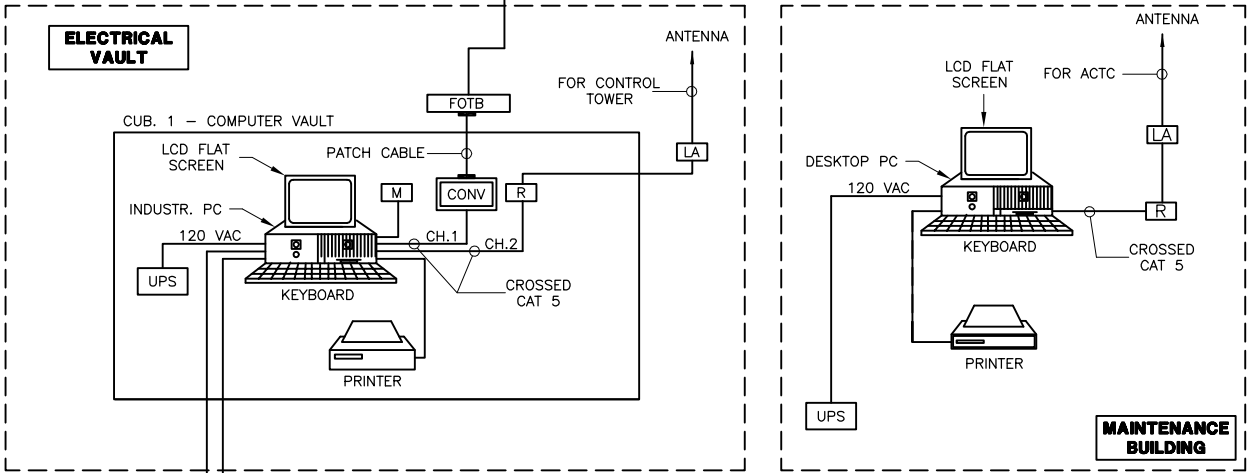 ELECTRICAL
VAULT
ANTENNA
FOR CONTROL
TOWER
FOTB
CUB. 1 – COMPUTER VAULT
LCD FLAT
SCREEN
PATCH CABLE
LA
M
CONV
R
INDUSTR. PC
120 VAC
CH.1
CH.2
UPS
KEYBOARD
CROSSED
CAT 5
PRINTER
ANTENNA
LCD FLAT
SCREEN
FOR ACTC
LA
DESKTOP PC
120 VAC
R
KEYBOARD
CROSSED
CAT 5
PRINTER
UPS
MAINTENANCE
BUILDING